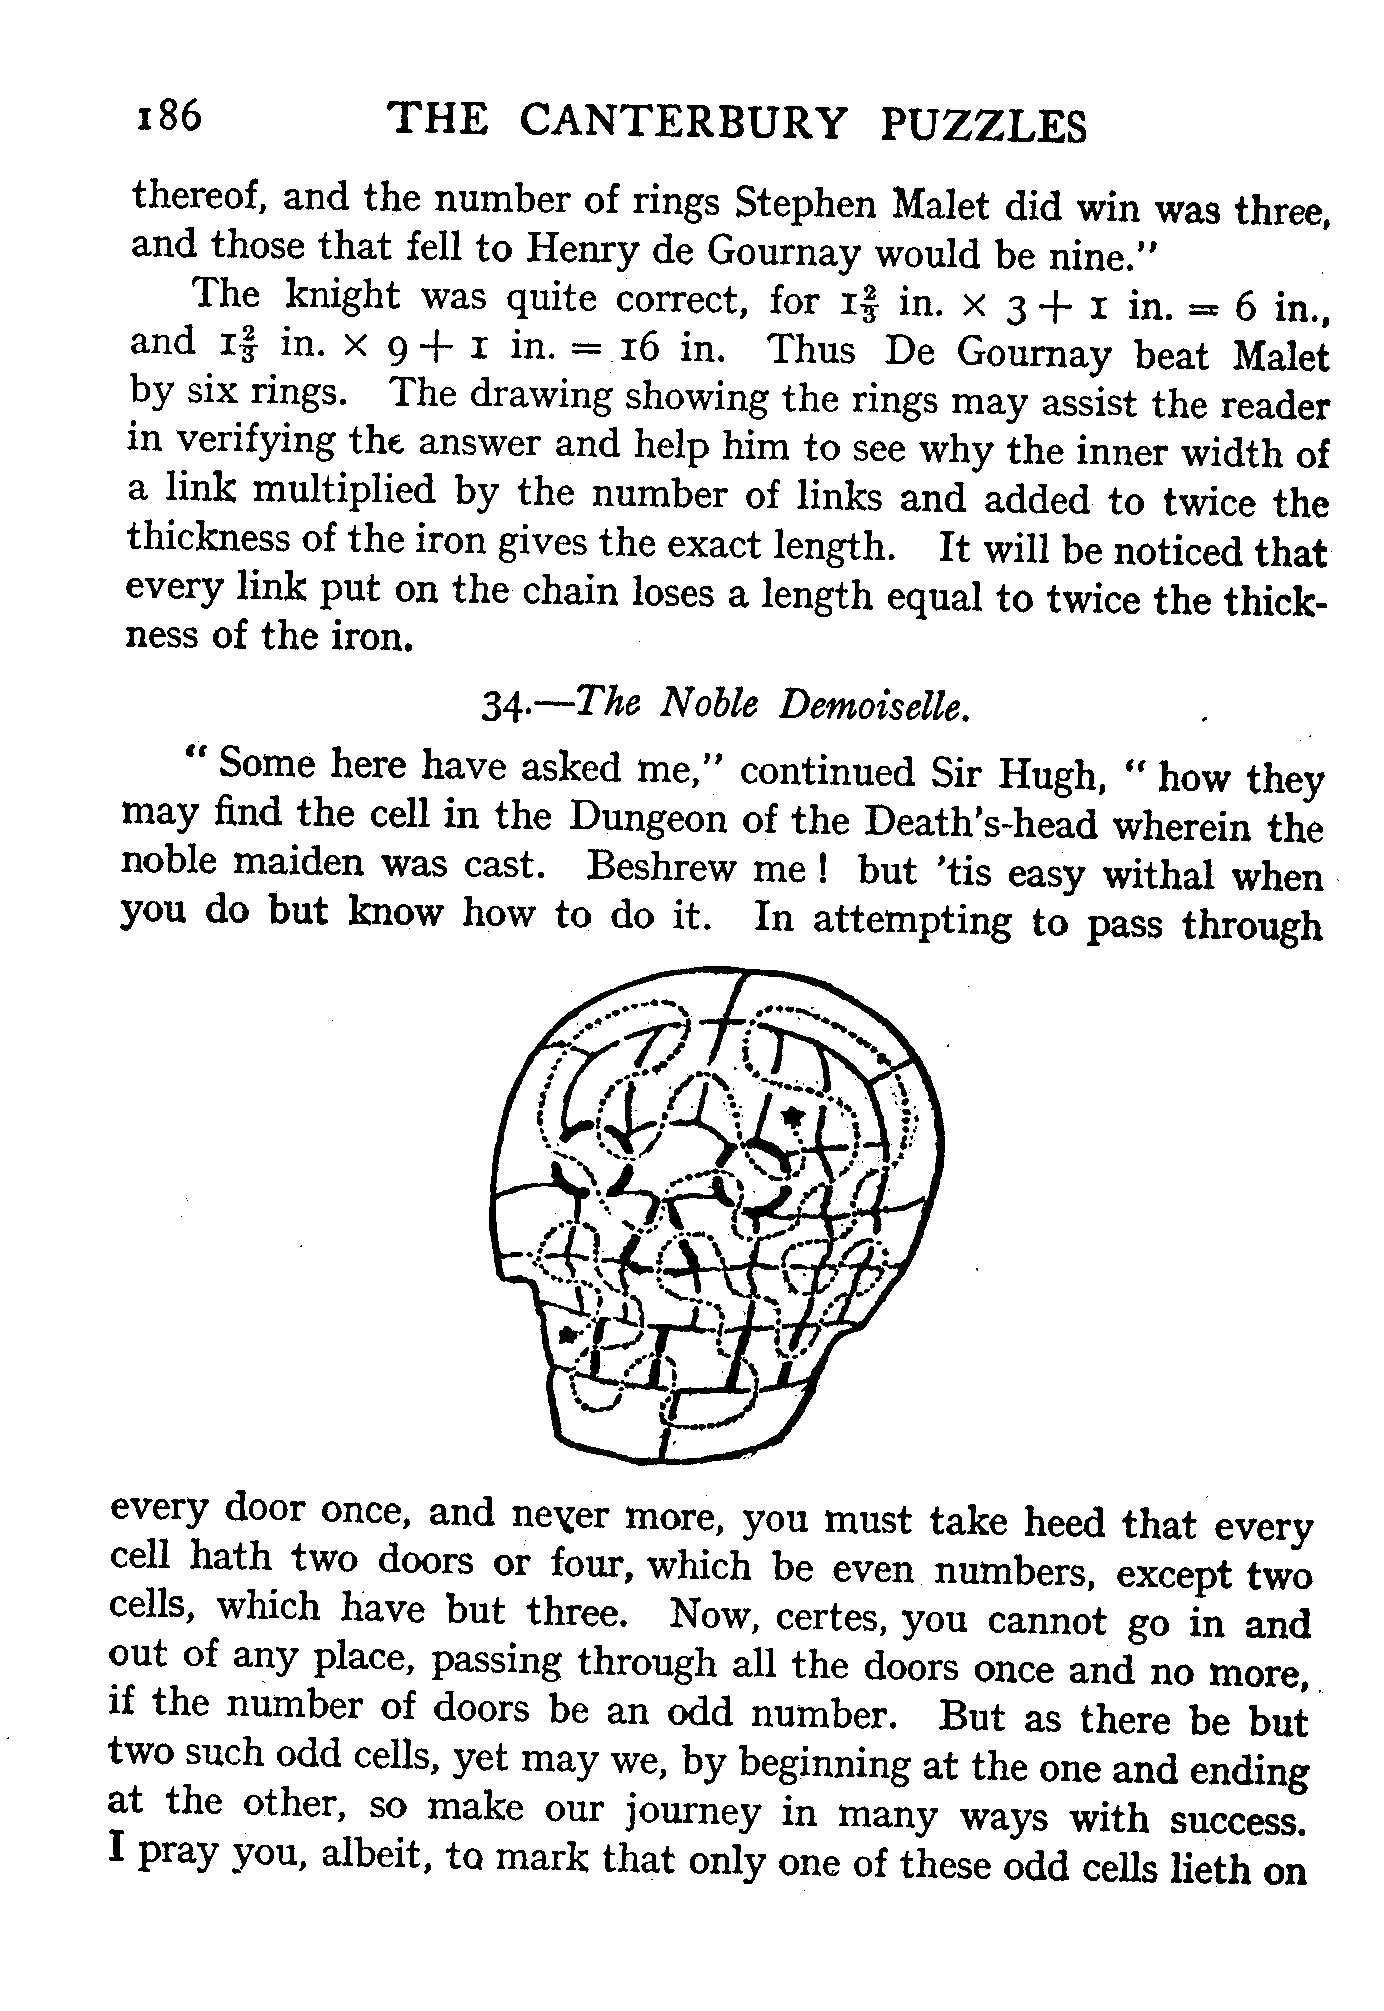 186 THE CANTERBURY PUZZLES
thereof, and the number of rings Stephen Malet did win was three,
and those that fell to Henry de Gournay would be nine."
The knight was quite correct, for 1⅔ in. × 3 + 1 in. = 6 in.,
and 1⅔ in. × 9 + 1 in. = 16 in. Thus De Gournay beat Malet
by six rings. The drawing showing the rings may assist the reader
in verifying the answer and help him to see why the inner width of
a link multiplied by the number of links and added to twice the
thickness of the iron gives the exact length. It will be noticed that
every link put on the chain loses a length equal to twice the thick-
ness of the iron.
34.—The Noble Demoiselle.
"Some here have asked me," continued Sir Hugh, "how they
may find the cell in the Dungeon of the Death's-head wherein the
noble maiden was cast. Beshrew me! but 'tis easy withal when
you do but know how to do it. In attempting to pass through
every door once, and never more, you must take heed that every
cell hath two doors or four, which be even numbers, except two
cells, which have but three. Now, certes, you cannot go in and
out of any place, passing through all the doors once and no more,
if the number of doors be an odd number. But as there be but
two such odd cells, yet may we, by beginning at the one and ending
at the other, so make our journey in many ways with success.
I pray you, albeit, to mark that only one of these odd cells lieth on